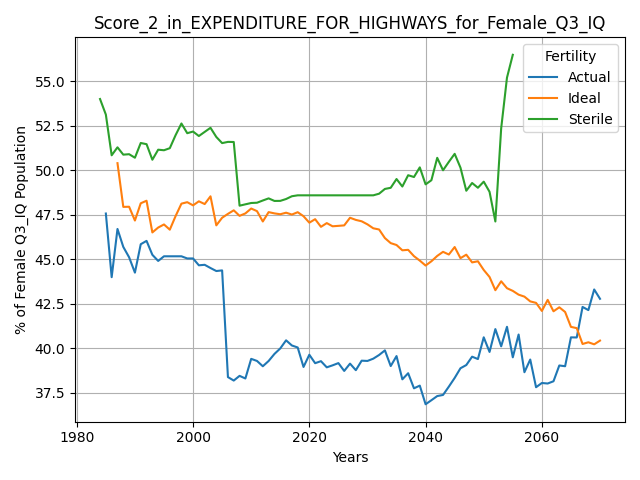 Score_2_in_EXPENDITURE_FOR_HIGHWAYS_for_Female_Q3_IQ
Fertility
Actual
Ideal
Sterile
% of Female Q3_IQ Population
55.0
52.5
50.0
47.5
45.0
42.5
40.0
37.5
1980
2000
2020
2040
2060
Years